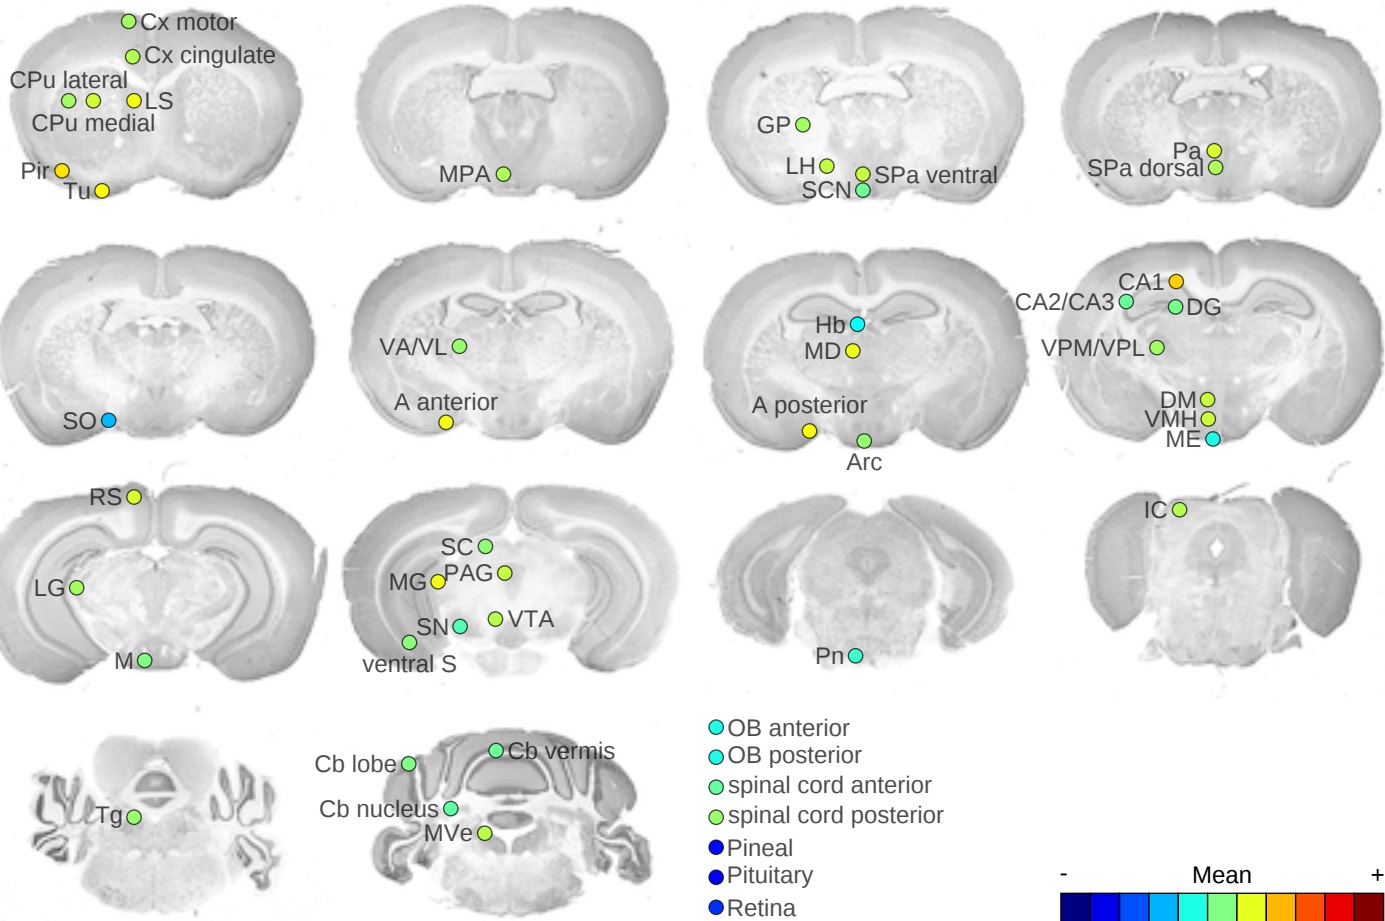 Cx motor
Cx cingulate
CPu lateral
LS
CPu medial
Pir
Tu
MPA
GP
LH
SPa ventral
SCN
Pa
SPa dorsal
SO
VA/VL
A anterior
Hb
MD
A posterior
Arc
CA1
CA2/CA3
DG
VPM/VPL
DM
VMH
ME
RS
LG
M
SC
MG
PAG
SN
VTA
ventral S
Pn
IC
Tg
Cb lobe
Cb vermis
Cb nucleus
MVe
OB anterior
OB posterior
spinal cord anterior
spinal cord posterior
Pineal
Pituitary
Retina
- Mean +